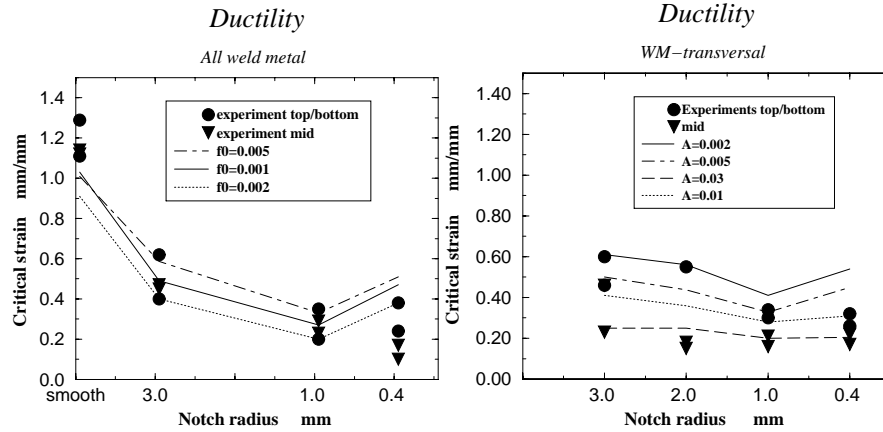 Ductility
All weld metal
1.4
1.2
1.0
0.8
0.6
0.4
0.2
0.0
Critical strain mm/mm
experiment top/bottom
experiment mid
f0=0.005
f0=0.001
f0=0.002
smooth 3.0 1.0 0.4
Notch radius mm
Ductility
WM−transversal
1.40
1.20
1.00
0.80
0.60
0.40
0.20
0.00
Critical strain mm/mm
Experiments top/bottom
mid
A=0.002
A=0.005
A=0.03
A=0.01
3.0 2.0 1.0 0.4
Notch radius mm